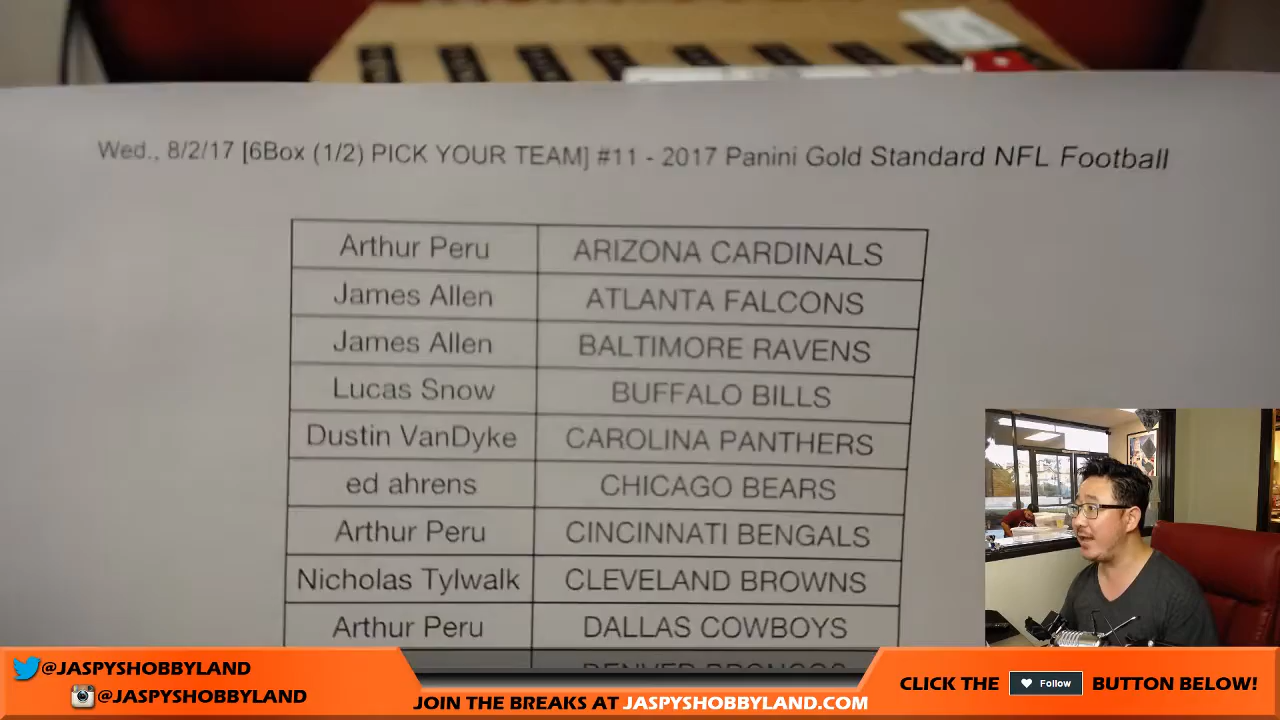 Wed., 8/2/17 [6Box (1/2) PICK YOUR TEAM] #11 - 2017 Panini Gold Standard NFL Football
Arthur Peru ARIZONA CARDINALS
James Allen ATLANTA FALCONS
James Allen BALTIMORE RAVENS
Lucas Snow BUFFALO BILLS
Dustin VanDyke CAROLINA PANTHERS
ed ahrens CHICAGO BEARS
Arthur Peru CINCINNATI BENGALS
Nicholas Tylwalk CLEVELAND BROWNS
Arthur Peru DALLAS COWBOYS
DENVER BRONCOS
@JASPYSHOBBYLAND
@JASPYSHOBBYLAND
JOIN THE BREAKS AT JASPYSHOBBYLAND.COM
CLICK THE Follow BUTTON BELOW!